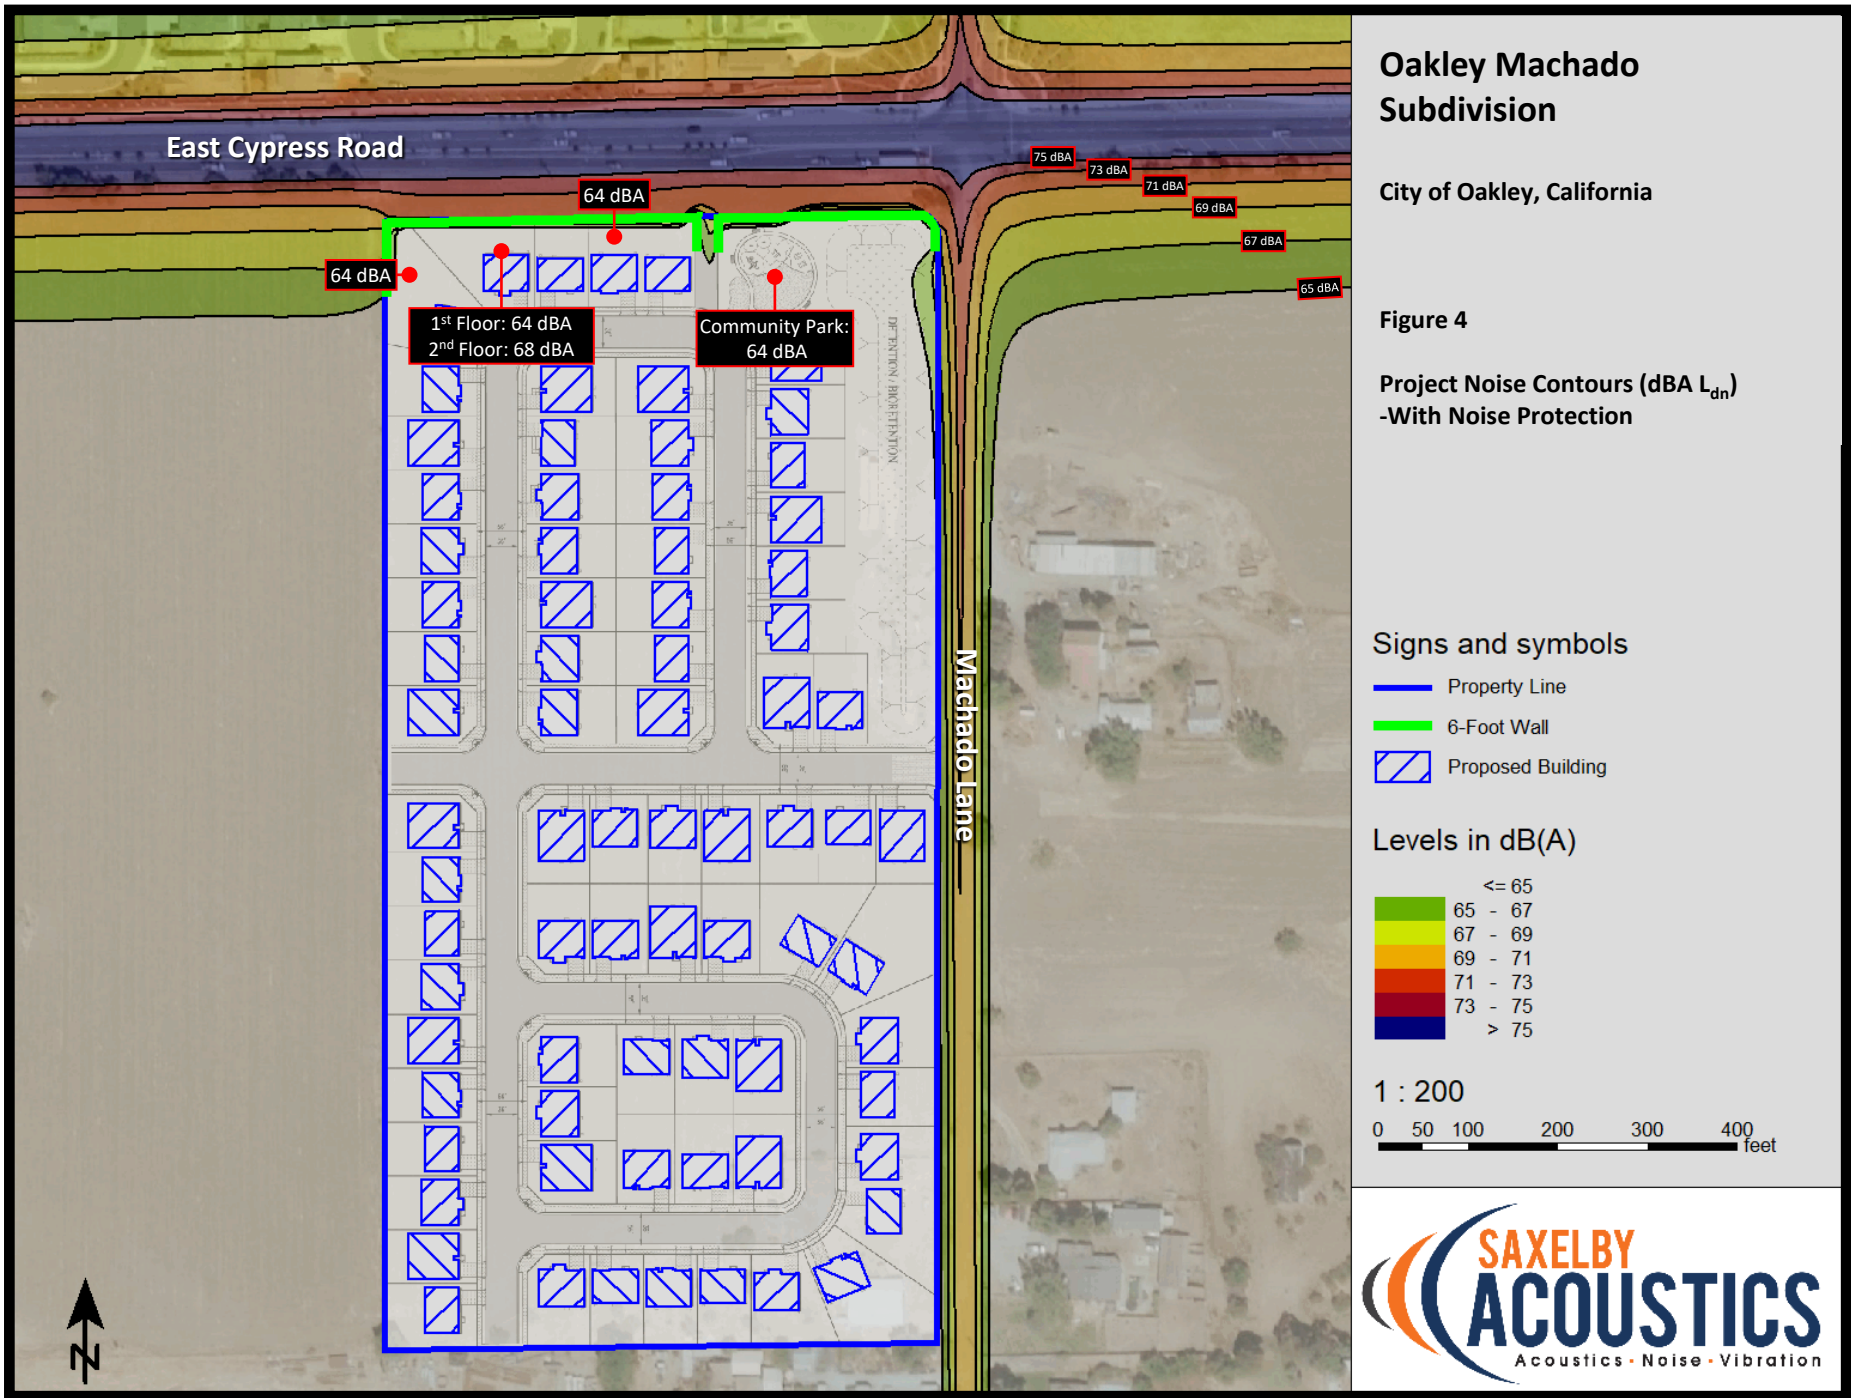 East Cypress Road
64 dBA
64 dBA
1st Floor: 64 dBA
2nd Floor: 68 dBA
Community Park:
64 dBA
75 dBA
73 dBA
71 dBA
69 dBA
67 dBA
65 dBA
DETENTION / BIORETENTION
Machado Lane
N
Oakley Machado
Subdivision
City of Oakley, California
Figure 4
Project Noise Contours (dBA Ldn)
-With Noise Protection
Signs and symbols
Property Line
6-Foot Wall
Proposed Building
Levels in dB(A)
<= 65
65 - 67
67 - 69
69 - 71
71 - 73
73 - 75
> 75
1 : 200
0 50 100 200 300 400
feet
SAXELBY
ACOUSTICS
Acoustics · Noise · Vibration